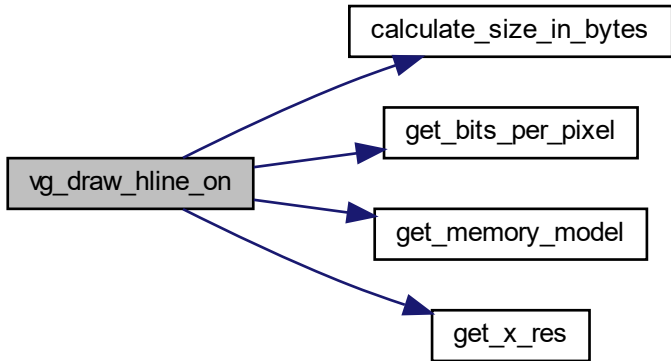 calculate_size_in_bytes
get_bits_per_pixel
vg_draw_hline_on
get_memory_model
get_x_res